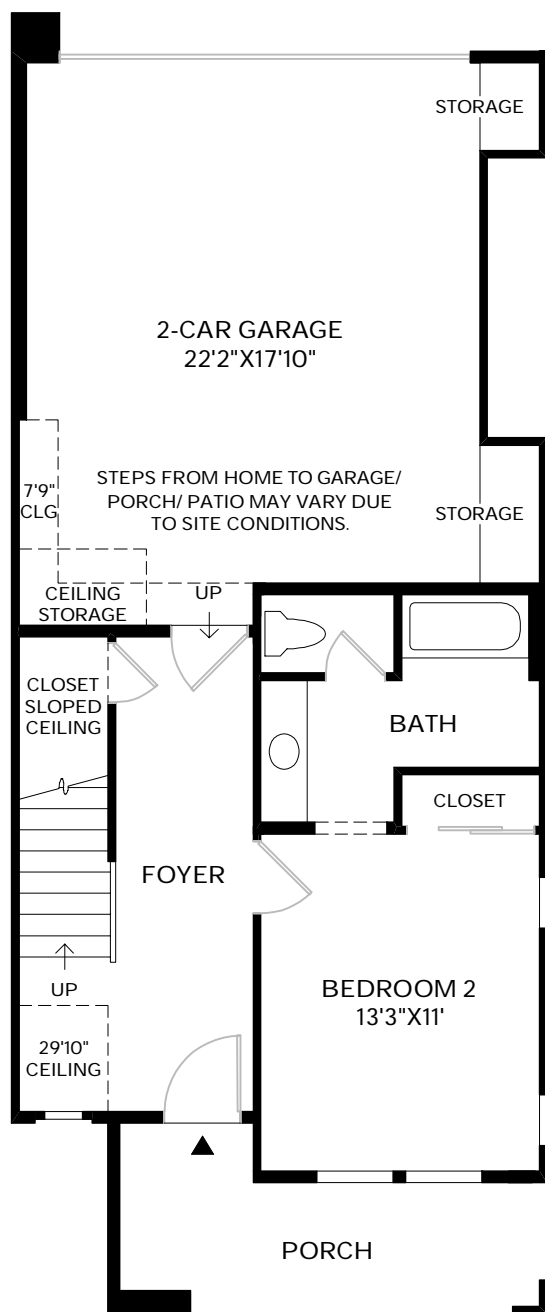 STORAGE
2-CAR GARAGE
22'2"X17'10"
STEPS FROM HOME TO GARAGE/
PORCH/ PATIO MAY VARY DUE
TO SITE CONDITIONS.
7'9"
CLG
STORAGE
CEILING
STORAGE
UP
CLOSET
SLOPED
CEILING
BATH
CLOSET
FOYER
UP
BEDROOM 2
13'3"X11'
29'10"
CEILING
PORCH